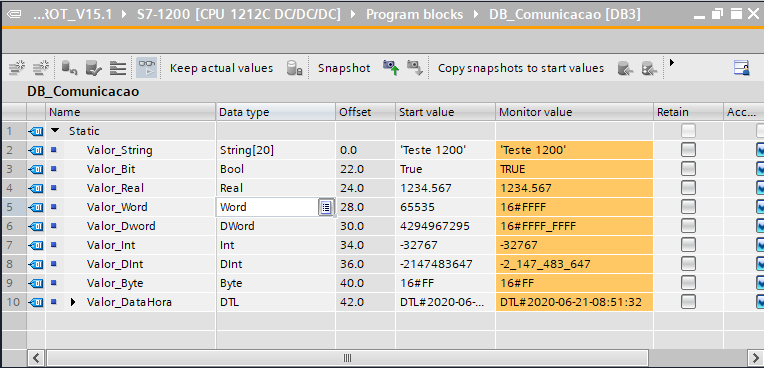 ...ROT_V15.1 ▸ S7-1200 [CPU 1212C DC/DC/DC] ▸ Program blocks ▸ DB_Comunicacao [DB3]
Keep actual values Snapshot Copy snapshots to start values
DB_Comunicacao
Name Data type Offset Start value Monitor value Retain Acc...
1 Static
2 Valor_String String[20] 0.0 'Teste 1200' 'Teste 1200'
3 Valor_Bit Bool 22.0 True TRUE
4 Valor_Real Real 24.0 1234.567 1234.567
5 Valor_Word Word 28.0 65535 16#FFFF
6 Valor_Dword DWord 30.0 4294967295 16#FFFF_FFFF
7 Valor_Int Int 34.0 -32767 -32767
8 Valor_DInt DInt 36.0 -2147483647 -2_147_483_647
9 Valor_Byte Byte 40.0 16#FF 16#FF
10 Valor_DataHora DTL 42.0 DTL#2020-06-... DTL#2020-06-21-08:51:32